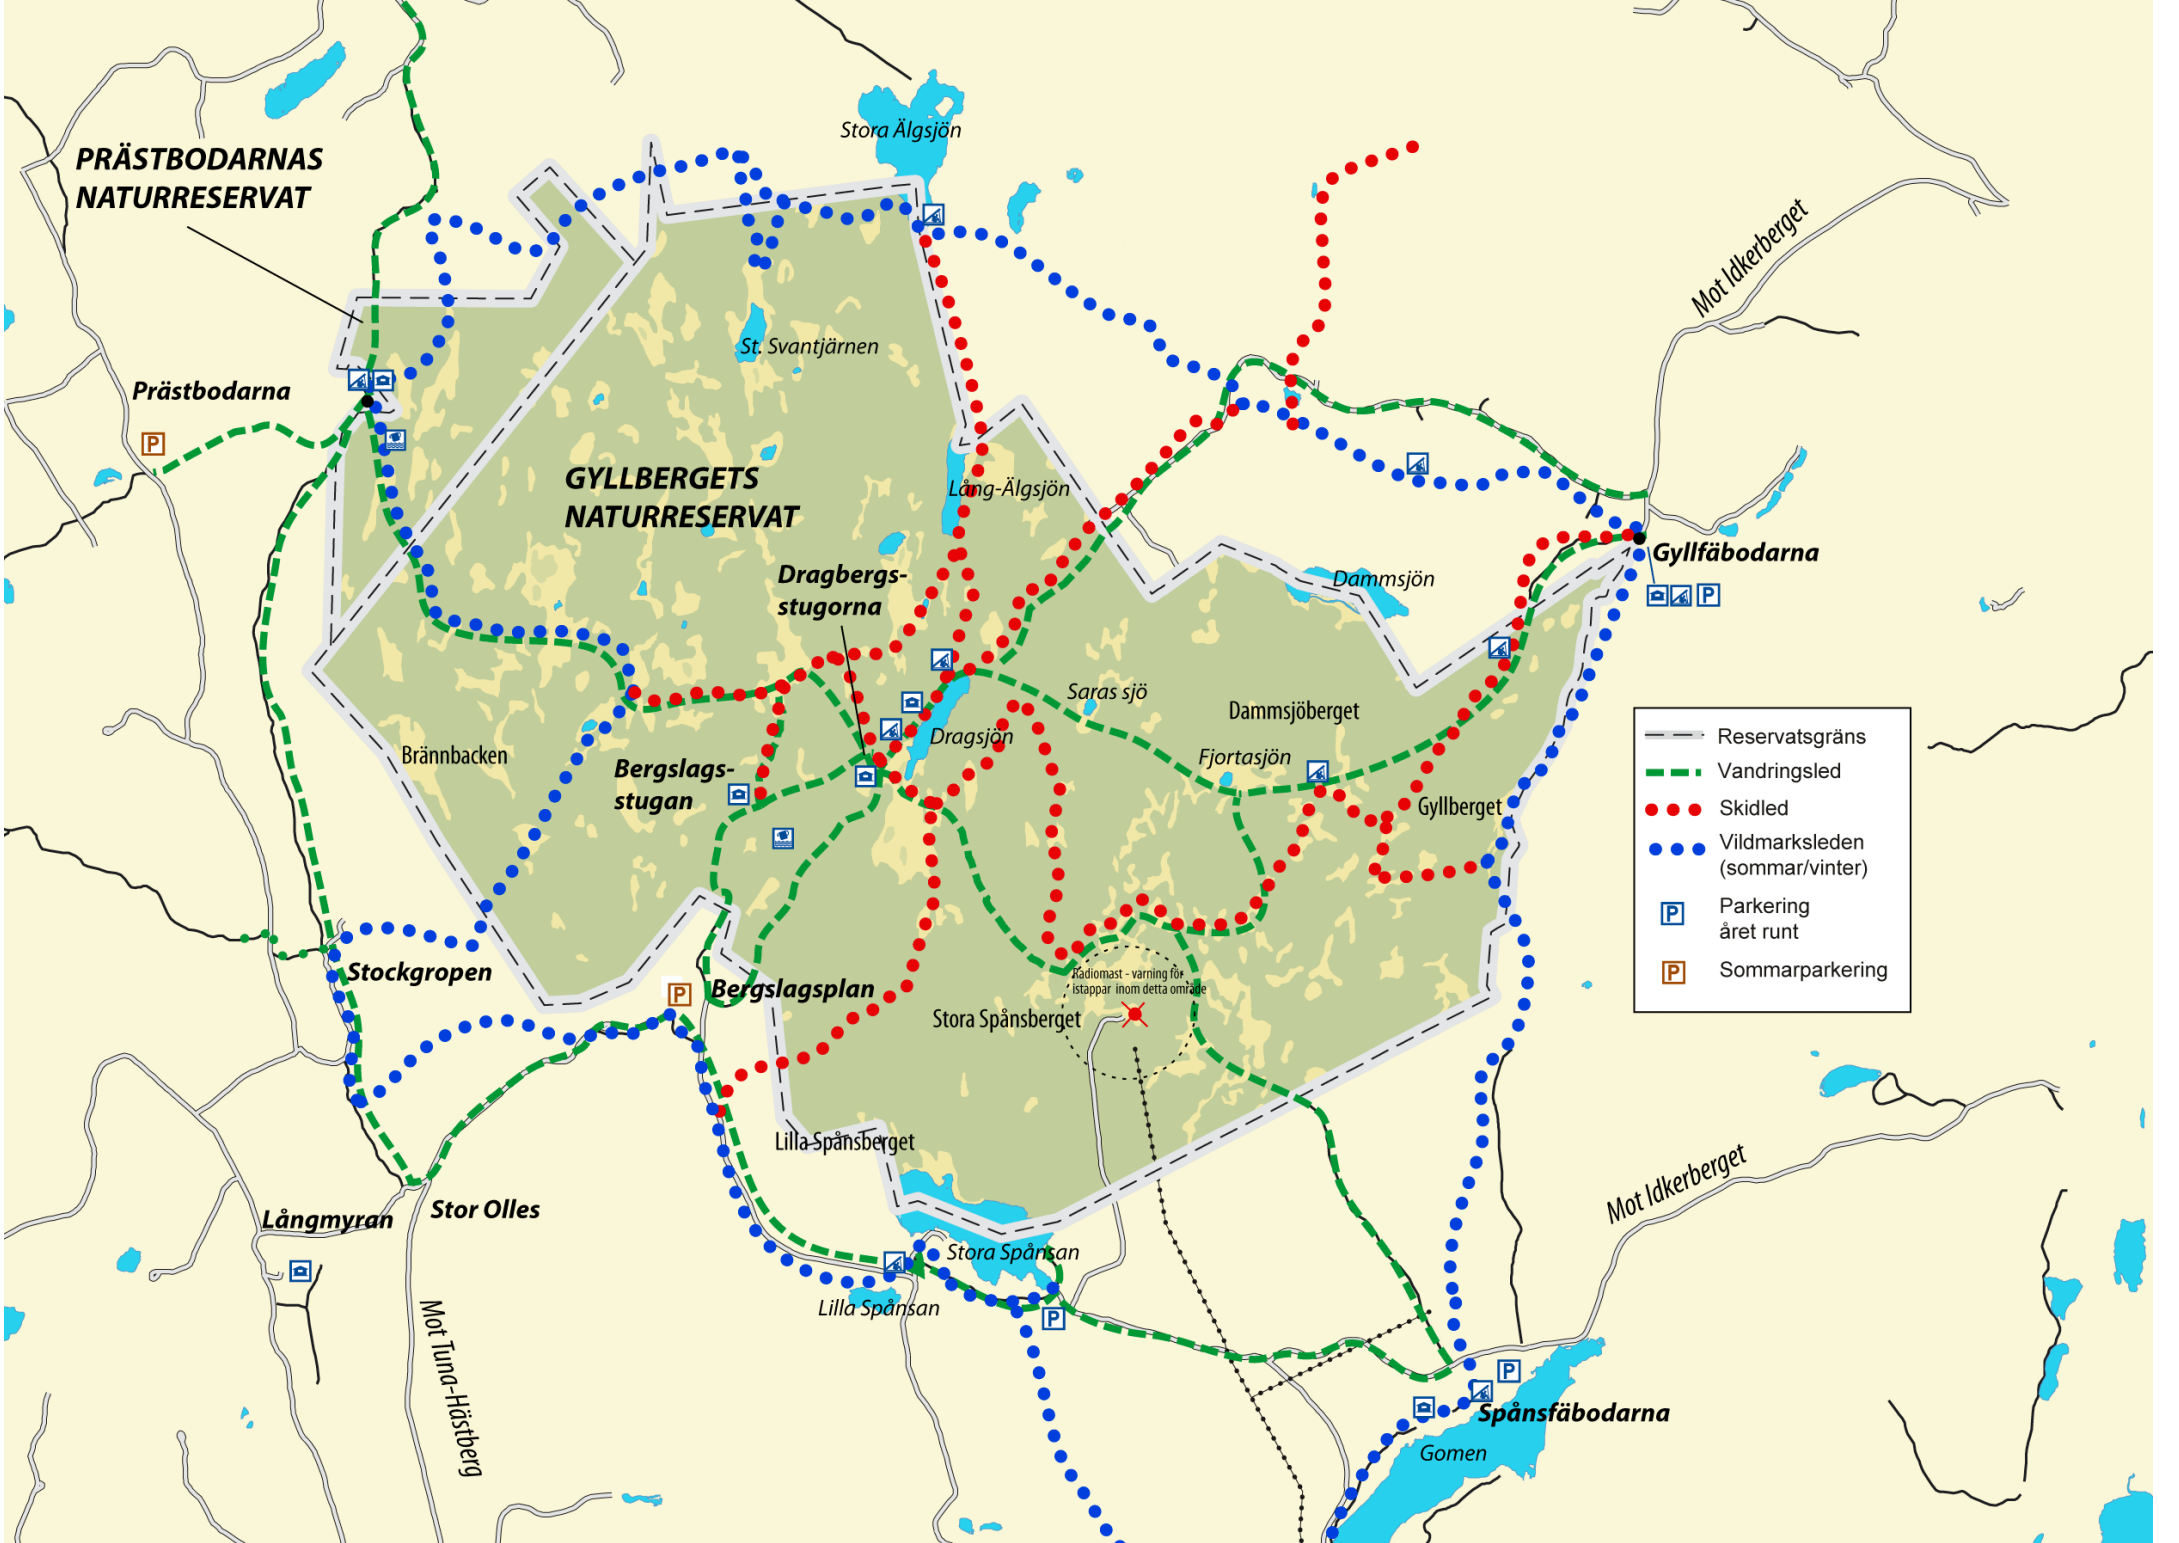 Stora Älgsjön
PRÄSTBODARNAS
NATURRESERVAT
Mot Idkerberget
St. Svantjärnen
Prästbodarna
P
GYLLBERGETS
NATURRESERVAT
Lång-Älgsjön
Gyllfäbodarna
P
Dragbergs-
stugorna
Dammsjön
Saras sjö
Dammsjöberget
Dragsjön
Fjortasjön
Brännbacken
Bergslags-
stugan
Gyllberget
Reservatsgräns
Vandringsled
Skidled
Vildmarksleden
(sommar/vinter)
P
Parkering
året runt
P
Sommarparkering
Stockgropen
P
Bergslagsplan
Radiomast - varning för
istappar inom detta område
Stora Spånsberget
Lilla Spånsberget
Mot Idkerberget
Långmyran
Stor Olles
Stora Spånsan
Lilla Spånsan
P
Mot Tuna-Hästberg
P
Spånsfäbodarna
Gomen